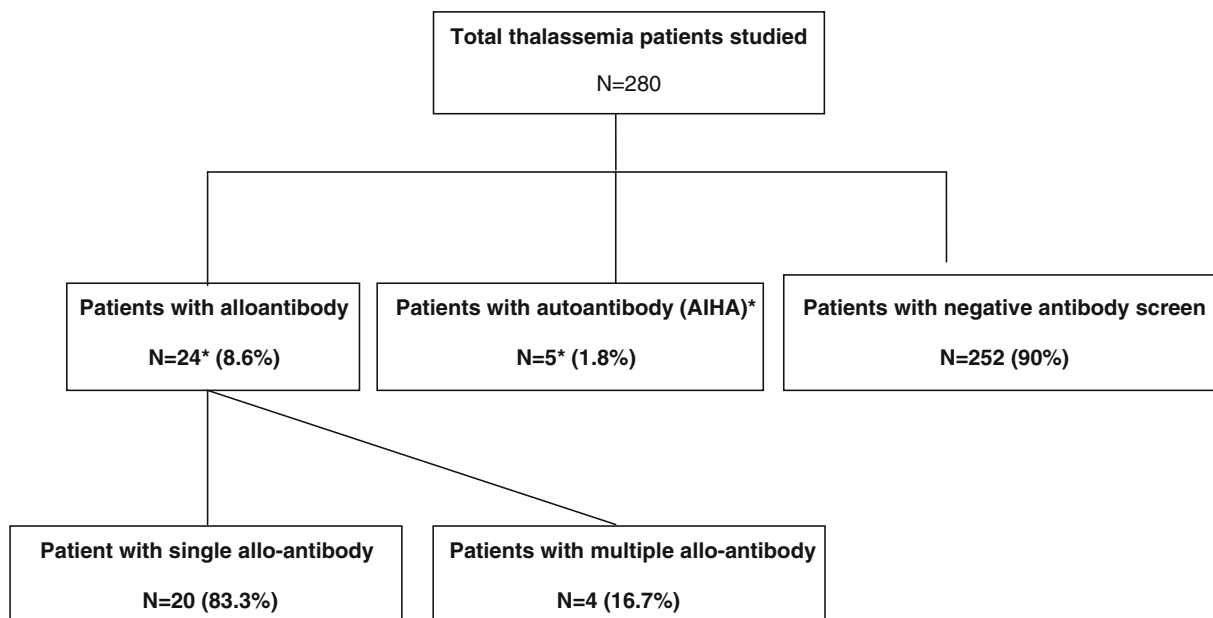 Total thalassemia patients studied
N=280
Patients with alloantibody
N=24* (8.6%)
Patients with autoantibody (AIHA)*
N=5* (1.8%)
Patients with negative antibody screen
N=252 (90%)
Patient with single allo-antibody
N=20 (83.3%)
Patients with multiple allo-antibody
N=4 (16.7%)